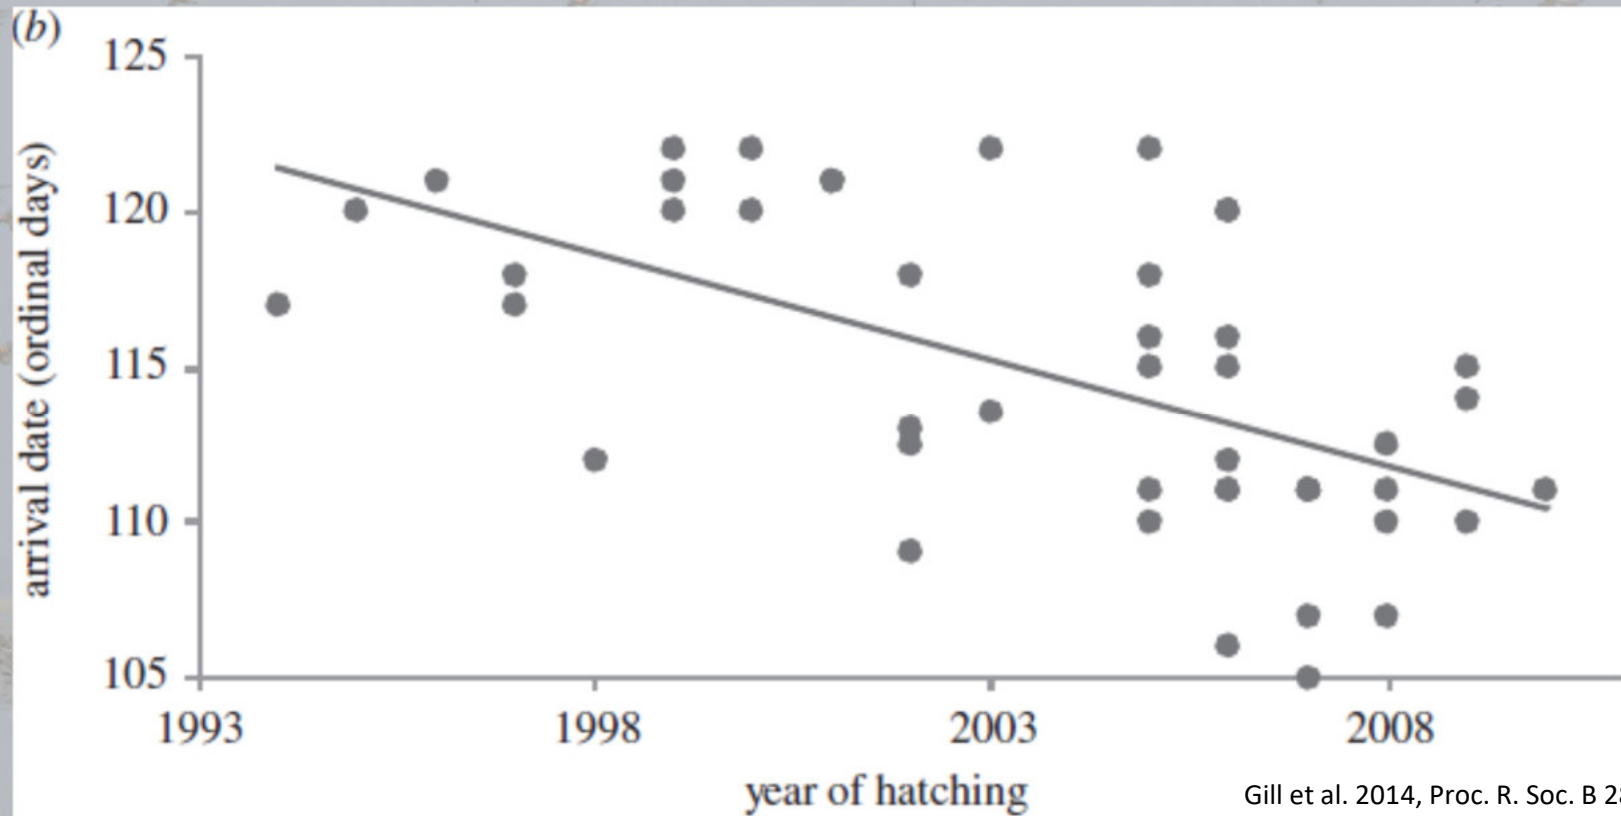 (b)
125
120
115
110
105
arrival date (ordinal days)
1993 1998 2003 2008
year of hatching
Gill et al. 2014, Proc. R. Soc. B